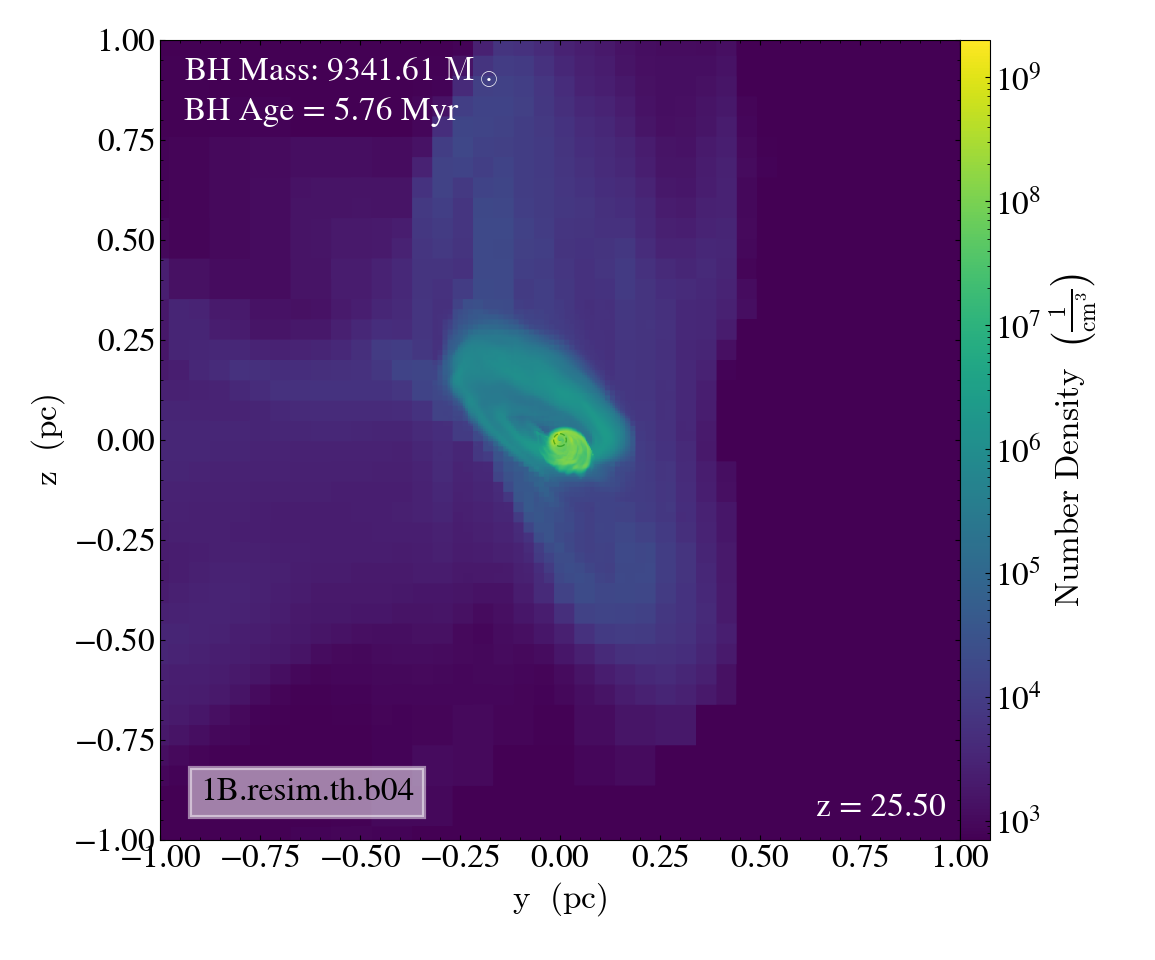 BH Mass: 9341.61 M⊙
BH Age = 5.76 Myr
1.00
0.75
0.50
0.25
0.00
−0.25
−0.50
−0.75
−1.00
z (pc)
1B.resim.th.b04
z = 25.50
−1.00 −0.75 −0.50 −0.25 0.00 0.25 0.50 0.75 1.00
y (pc)
10⁹
10⁸
10⁷
10⁶
10⁵
10⁴
10³
Number Density (1/cm³)